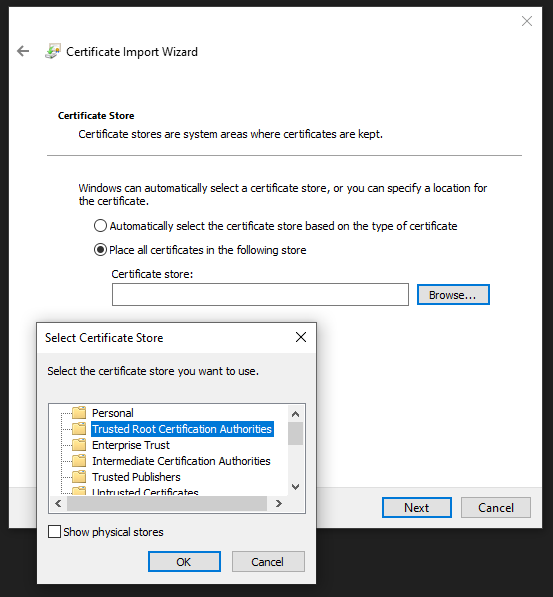 Certificate Import Wizard
Certificate Store
Certificate stores are system areas where certificates are kept.
Windows can automatically select a certificate store, or you can specify a location for
the certificate.
Automatically select the certificate store based on the type of certificate
Place all certificates in the following store
Certificate store:
Browse...
Select Certificate Store
Select the certificate store you want to use.
Personal
Trusted Root Certification Authorities
Enterprise Trust
Intermediate Certification Authorities
Trusted Publishers
Untrusted Certificates
Show physical stores
OK
Cancel
Next
Cancel